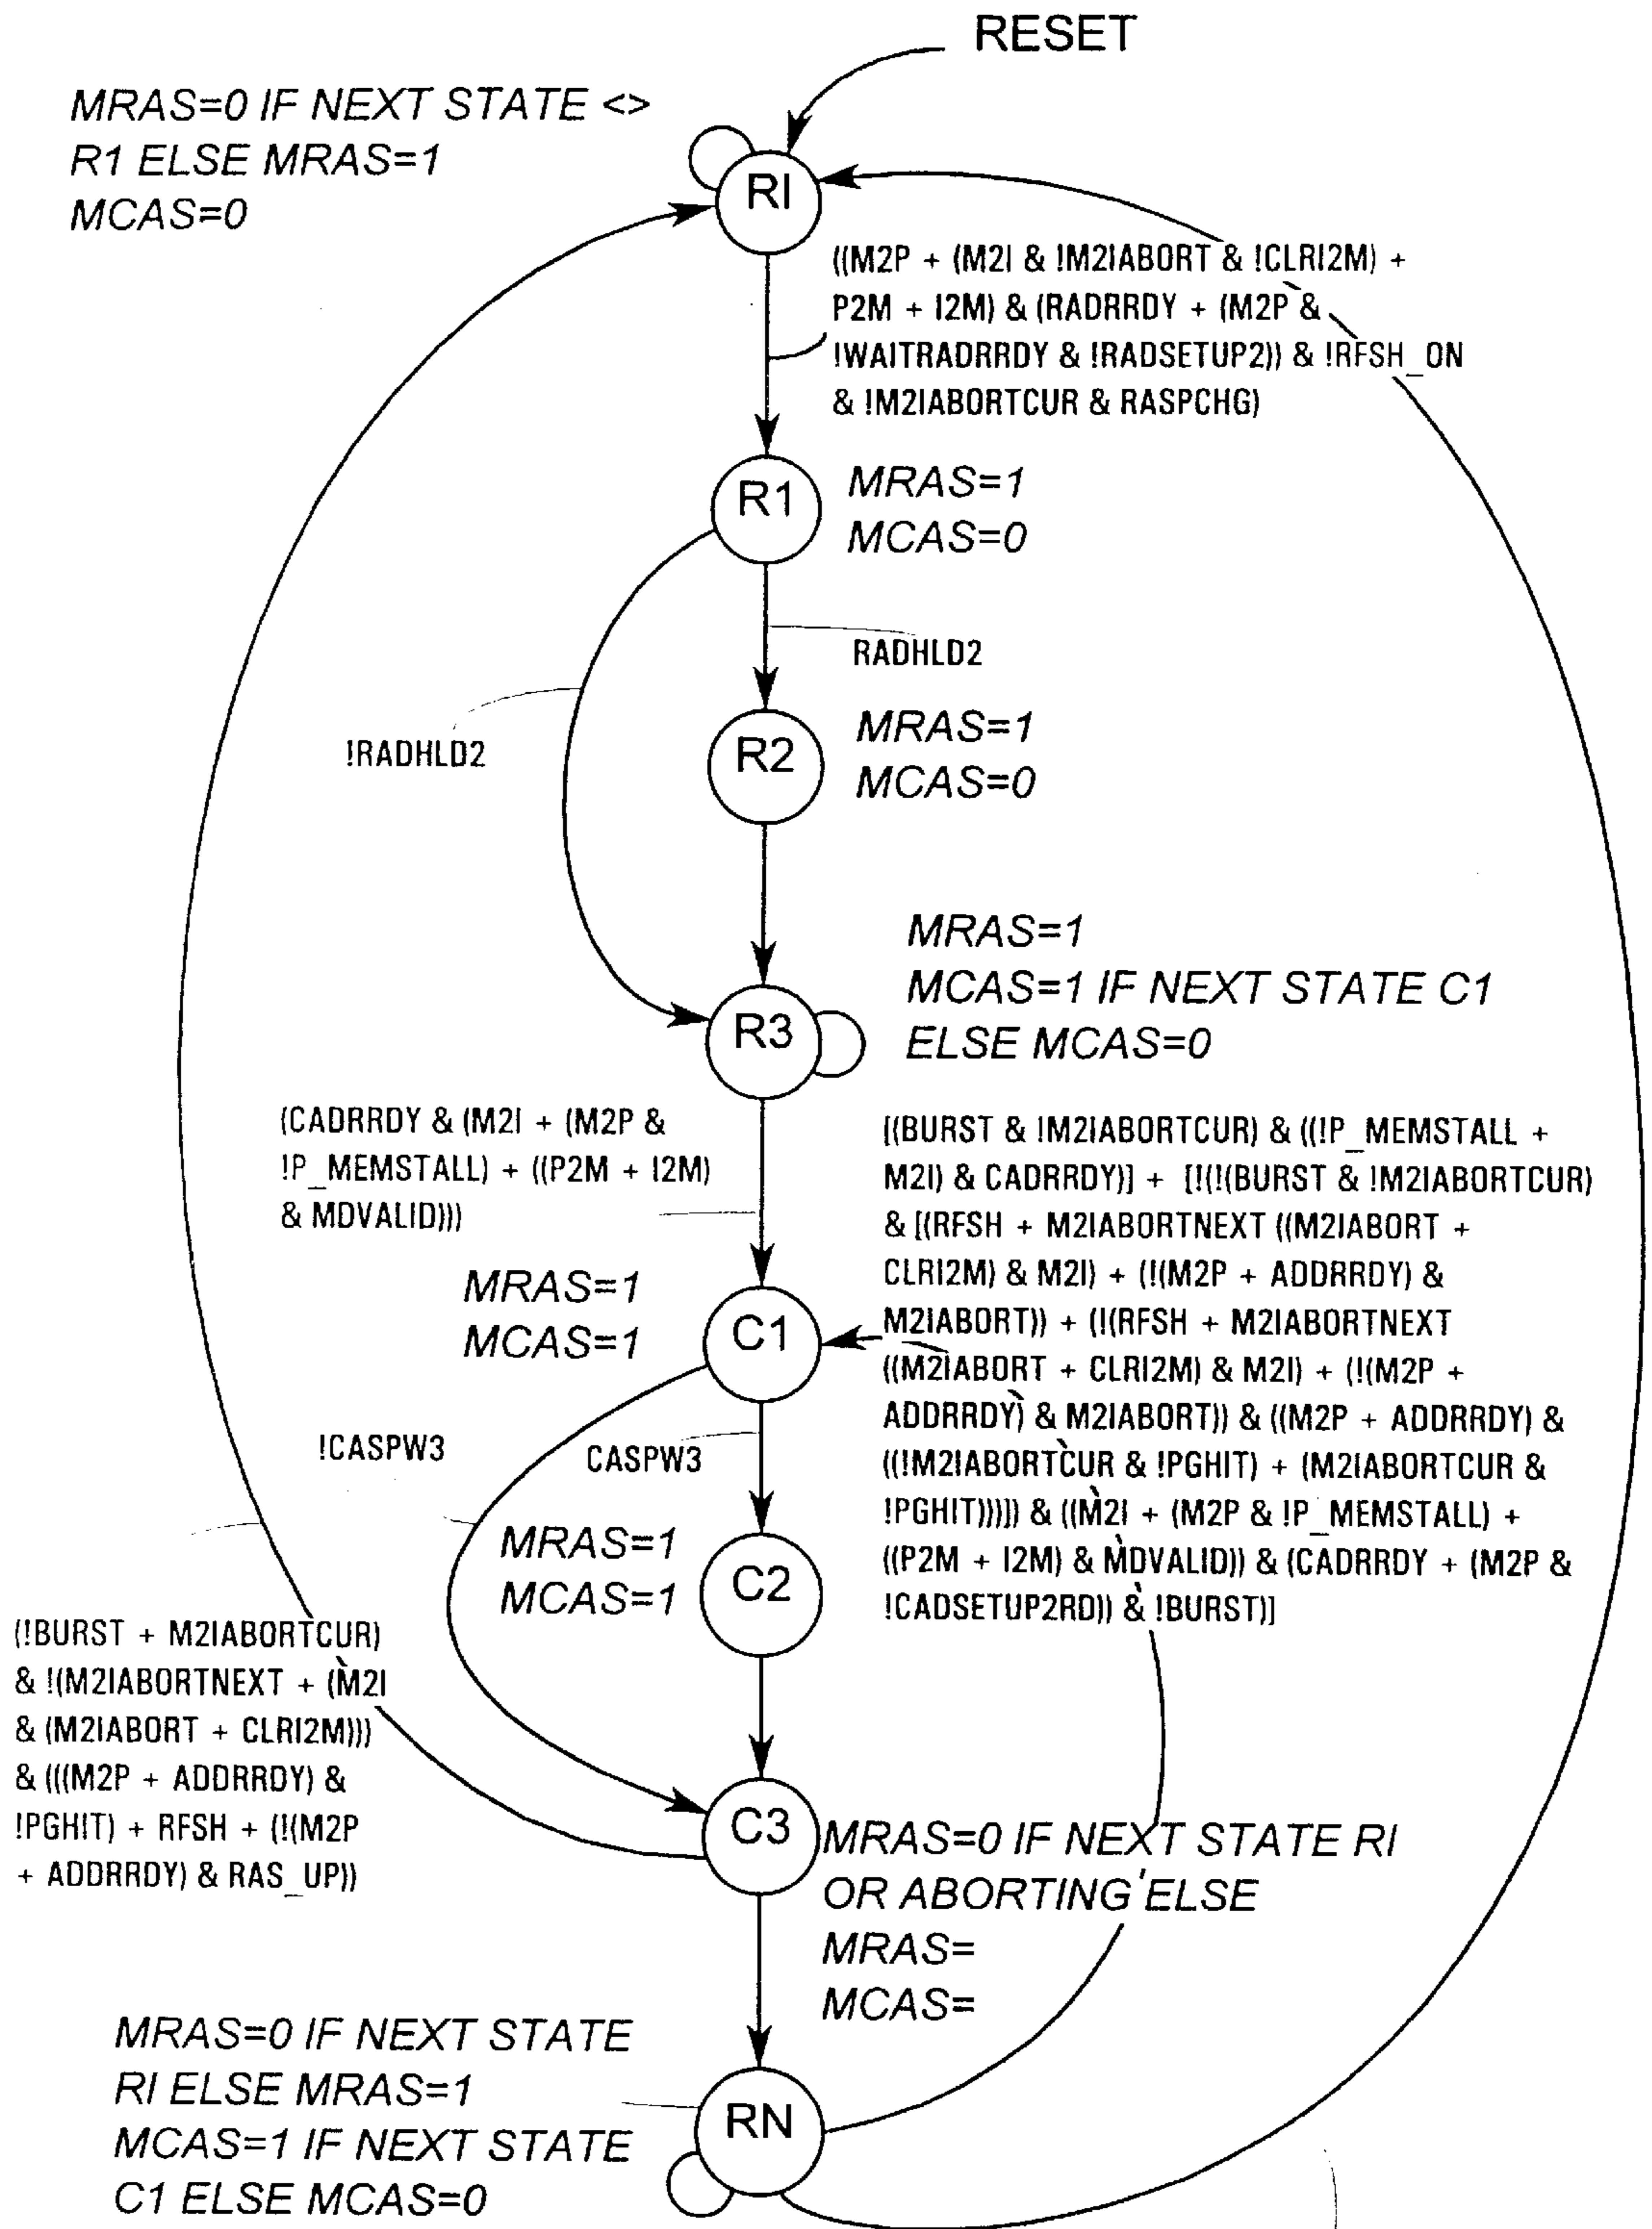 RESET
MRAS=0 IF NEXT STATE <>
R1 ELSE MRAS=1
MCAS=0
RI
((M2P + (M2I & !M2IABORT & !CLRI2M) +
P2M + I2M) & (RADRRDY + (M2P &
!WAITRADRRDY & !RADSETUP2)) & !RFSH_ON
& !M2IABORTCUR & RASPCHG)
R1
MRAS=1
MCAS=0
RADHLD2
!RADHLD2
R2
MRAS=1
MCAS=0
MRAS=1
MCAS=1 IF NEXT STATE C1
ELSE MCAS=0
R3
(CADRRDY & (M2I + (M2P &
!P_MEMSTALL) + ((P2M + I2M)
& MDVALID)))
[(BURST & !M2IABORTCUR) & ((!P_MEMSTALL +
M2I) & CADRRDY)] + [!(!(BURST & !M2IABORTCUR)
& [(RFSH + M2IABORTNEXT ((M2IABORT +
CLRI2M) & M2I) + (!(M2P + ADDRRDY) &
M2IABORT)) + (!(RFSH + M2IABORTNEXT
((M2IABORT + CLRI2M) & M2I) + (!(M2P +
ADDRRDY) & M2IABORT)) & ((M2P + ADDRRDY) &
((!M2IABORTCUR & !PGHIT) + (M2IABORTCUR &
!PGHIT)))]) & ((M2I + (M2P & !P_MEMSTALL) +
((P2M + I2M) & MDVALID)) & (CADRRDY + (M2P &
!CADSETUP2RD)) & !BURST)]
MRAS=1
MCAS=1
C1
!CASPW3
CASPW3
MRAS=1
MCAS=1
C2
(!BURST + M2IABORTCUR)
& !(M2IABORTNEXT + (M2I
& (M2IABORT + CLRI2M)))
& (((M2P + ADDRRDY) &
!PGHIT) + RFSH + (!(M2P
+ ADDRRDY) & RAS_UP))
C3
MRAS=0 IF NEXT STATE RI
OR ABORTING ELSE
MRAS=
MCAS=
MRAS=0 IF NEXT STATE
RI ELSE MRAS=1
MCAS=1 IF NEXT STATE
C1 ELSE MCAS=0
RN